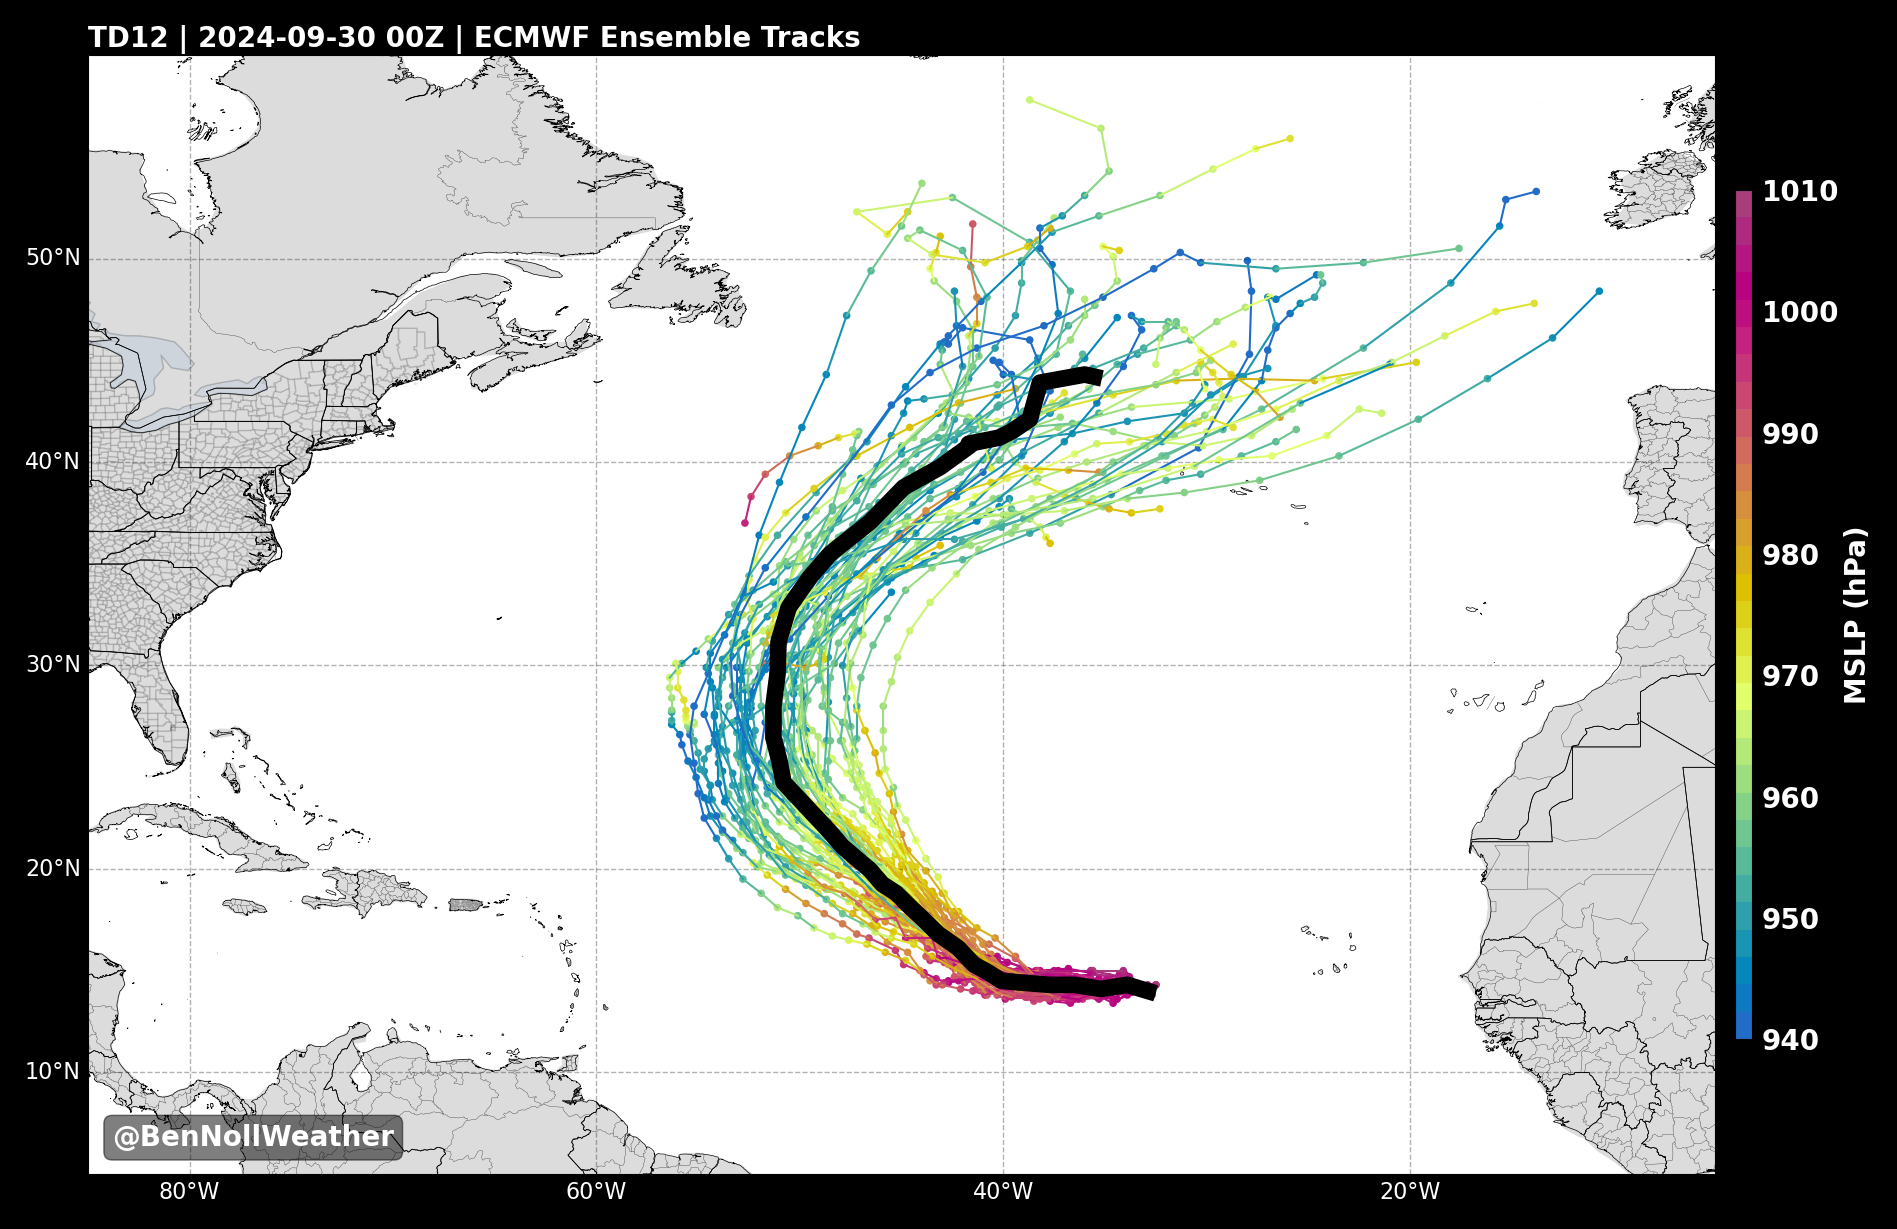 TD12 | 2024-09-30 00Z | ECMWF Ensemble Tracks
50°N
40°N
30°N
20°N
10°N
80°W
60°W
40°W
20°W
1010
1000
990
980
970
960
950
940
MSLP (hPa)
@BenNollWeather